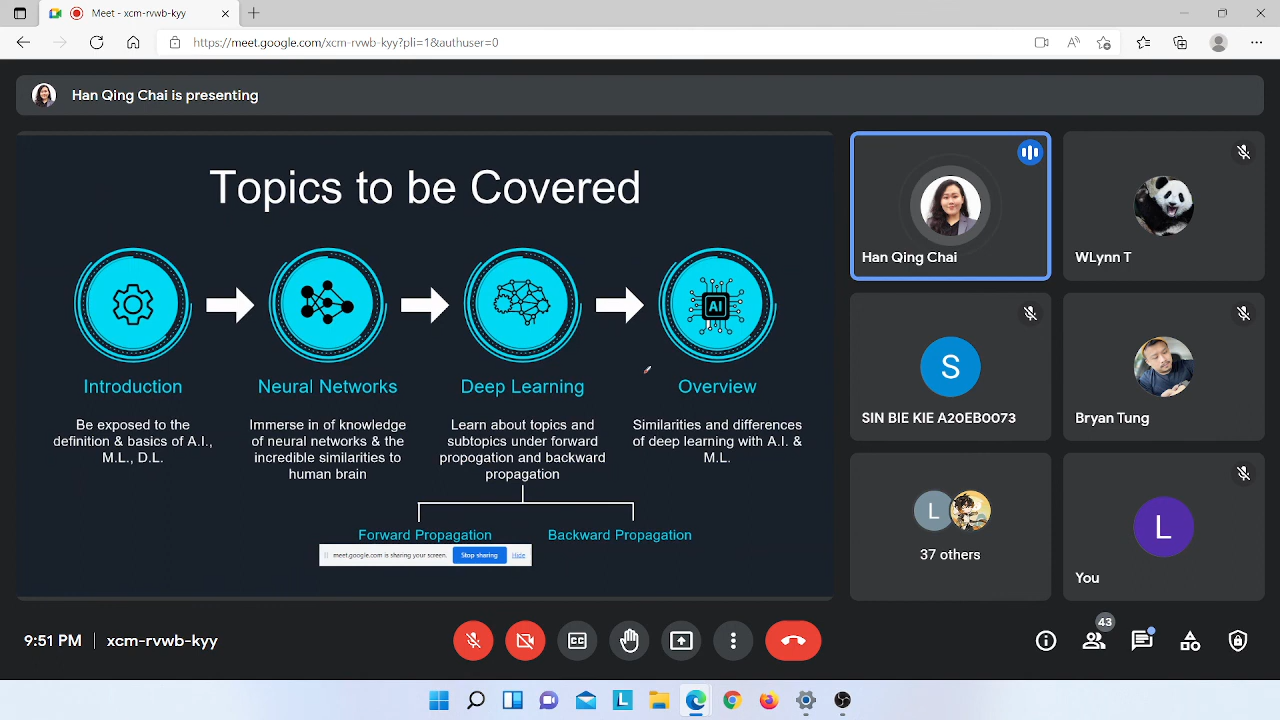 Meet - xcm-rvwb-kyy
https://meet.google.com/xcm-rvwb-kyy?pli=1&authuser=0
Han Qing Chai is presenting
Topics to be Covered
AI
Introduction
Neural Networks
Deep Learning
Overview
Be exposed to the
definition & basics of A.I.,
M.L., D.L.
Immerse in of knowledge
of neural networks & the
incredible similarities to
human brain
Learn about topics and
subtopics under forward
propogation and backward
propagation
Similarities and differences
of deep learning with A.I. &
M.L.
Forward Propagation
Backward Propagation
meet.google.com is sharing your screen.
Stop sharing
Hide
Han Qing Chai
WLynn T
S
SIN BIE KIE A20EB0073
Bryan Tung
L
37 others
L
You
9:51 PM | xcm-rvwb-kyy
CC
43
L